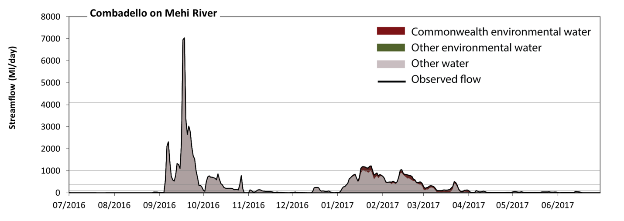 Combadello on Mehi River
8000
7000
6000
5000
4000
3000
2000
1000
0
Streamflow (Ml/day)
Commonwealth environmental water
Other environmental water
Other water
Observed flow
07/2016 08/2016 09/2016 10/2016 11/2016 12/2016 01/2017 02/2017 03/2017 04/2017 05/2017 06/2017